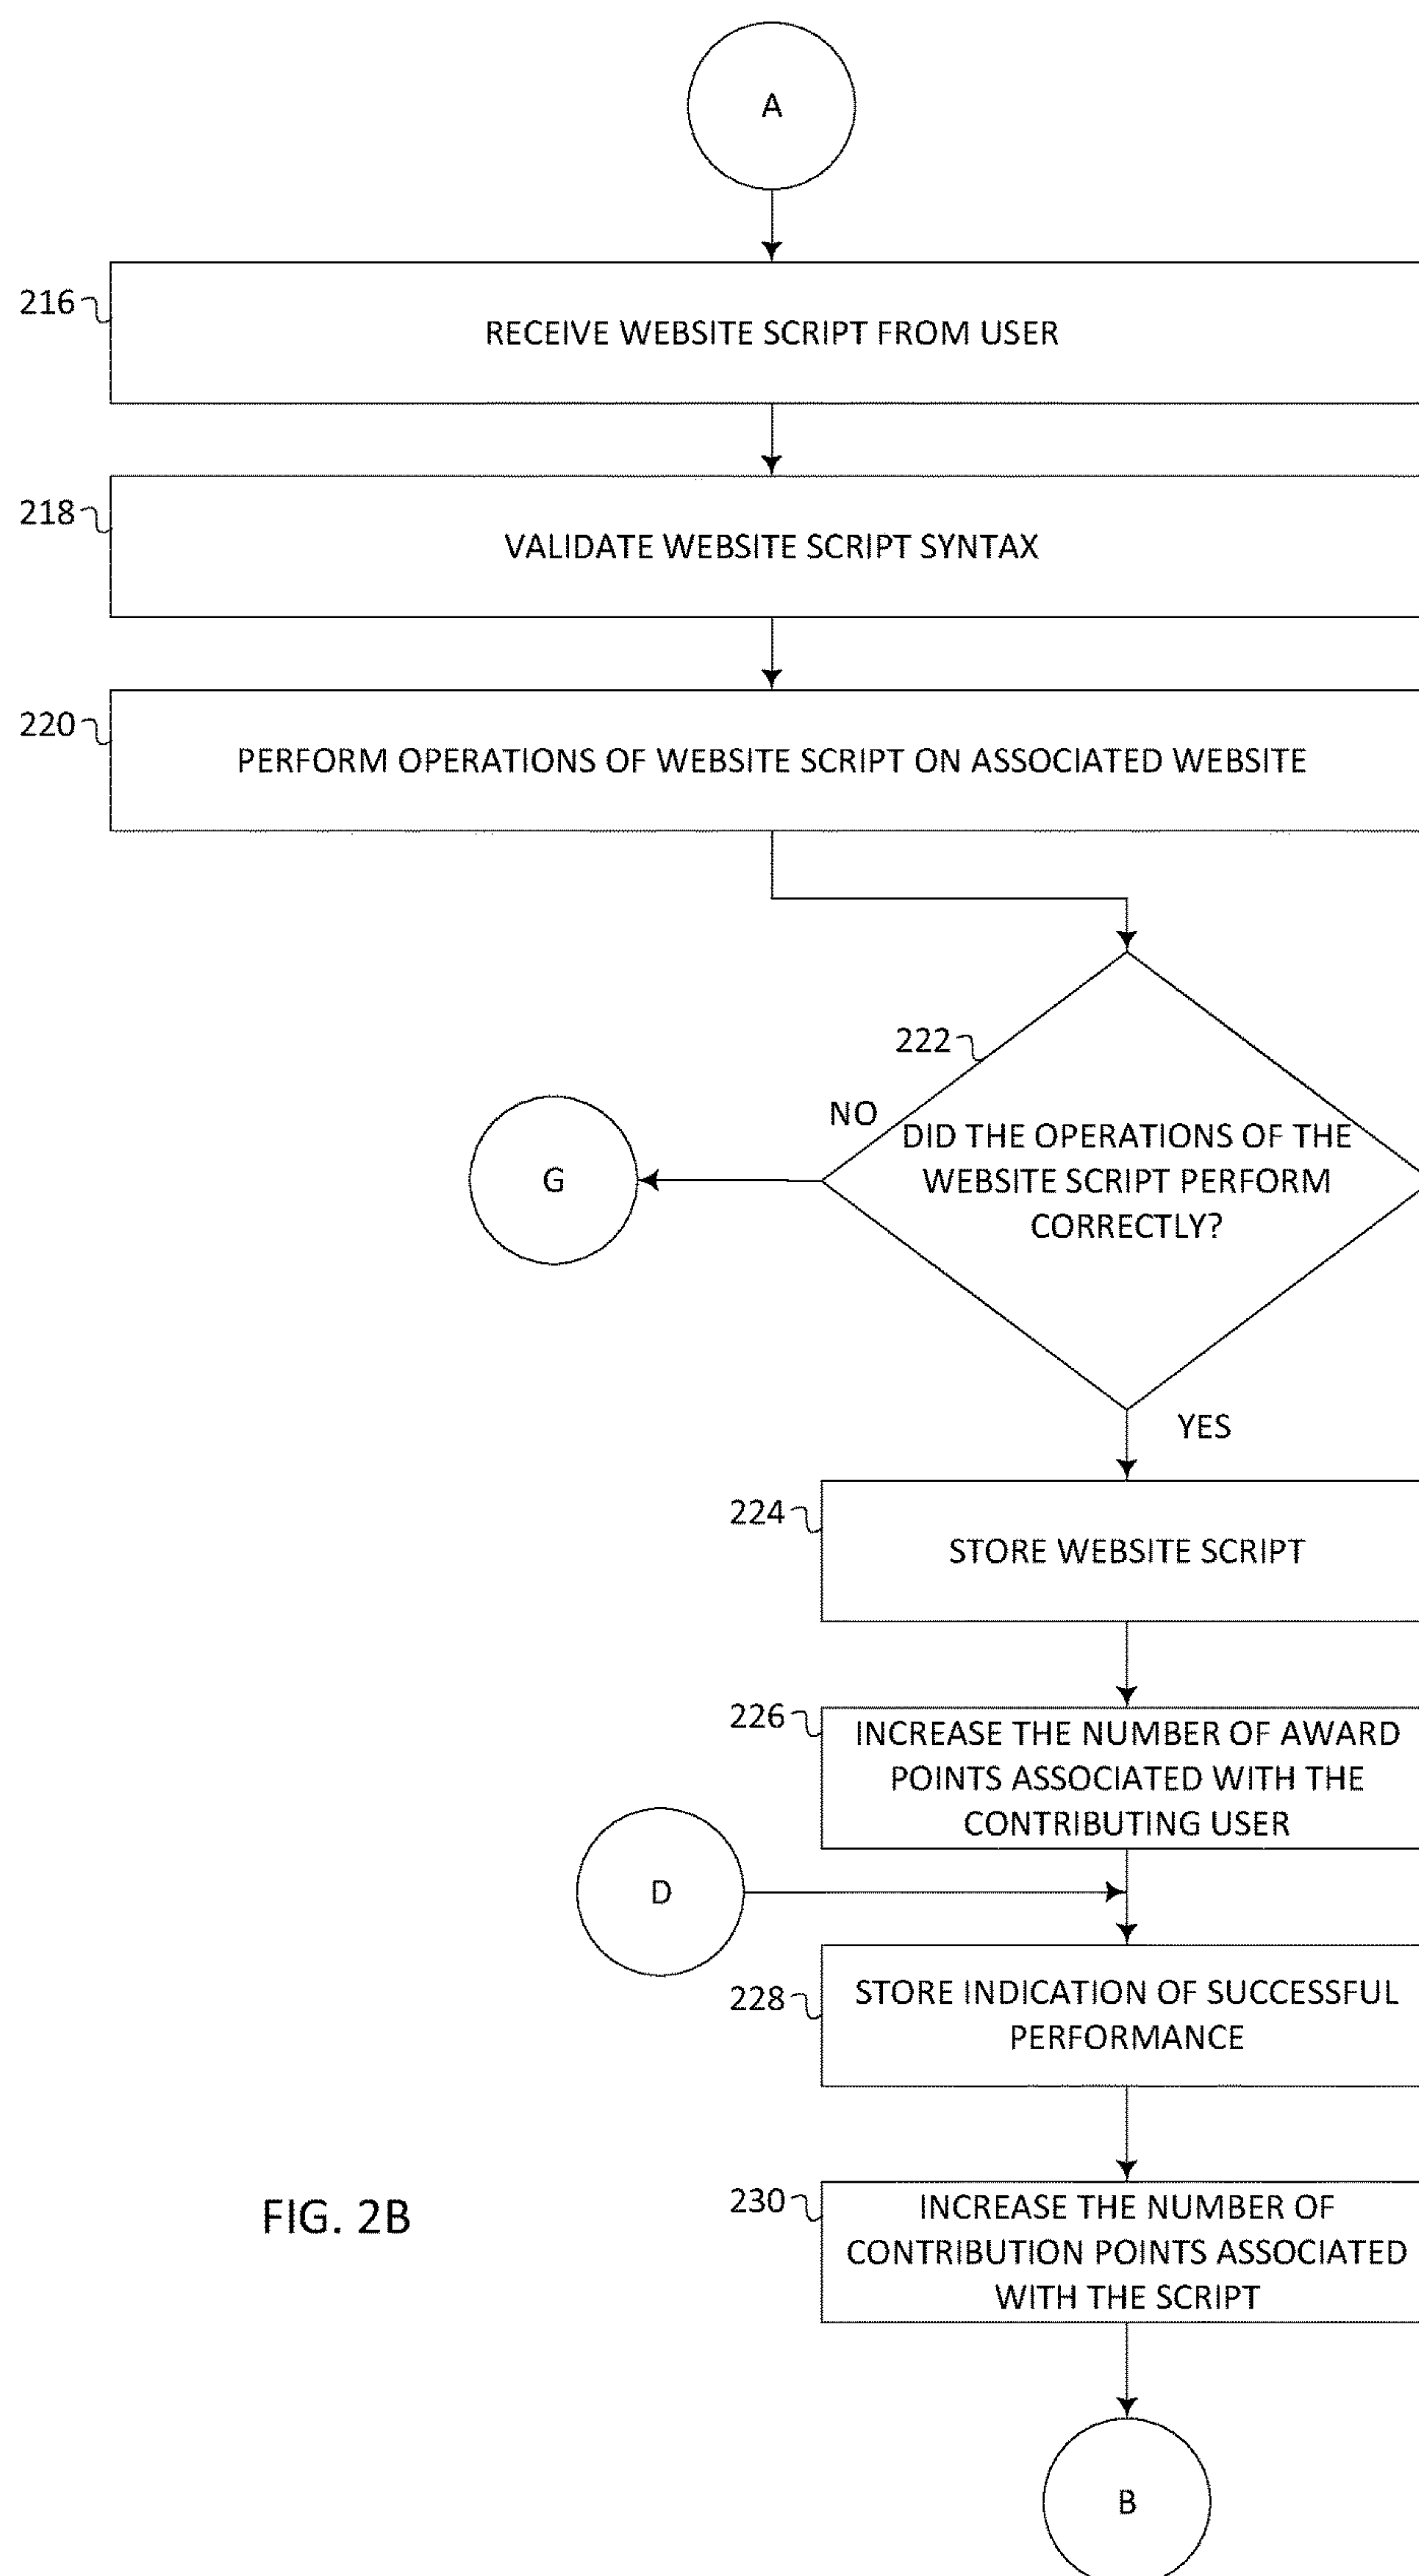 A
216
RECEIVE WEBSITE SCRIPT FROM USER
218
VALIDATE WEBSITE SCRIPT SYNTAX
220
PERFORM OPERATIONS OF WEBSITE SCRIPT ON ASSOCIATED WEBSITE
222
NO
DID THE OPERATIONS OF THE
WEBSITE SCRIPT PERFORM
CORRECTLY?
G
YES
224
STORE WEBSITE SCRIPT
226
INCREASE THE NUMBER OF AWARD
POINTS ASSOCIATED WITH THE
CONTRIBUTING USER
D
228
STORE INDICATION OF SUCCESSFUL
PERFORMANCE
230
INCREASE THE NUMBER OF
CONTRIBUTION POINTS ASSOCIATED
WITH THE SCRIPT
FIG. 2B
B